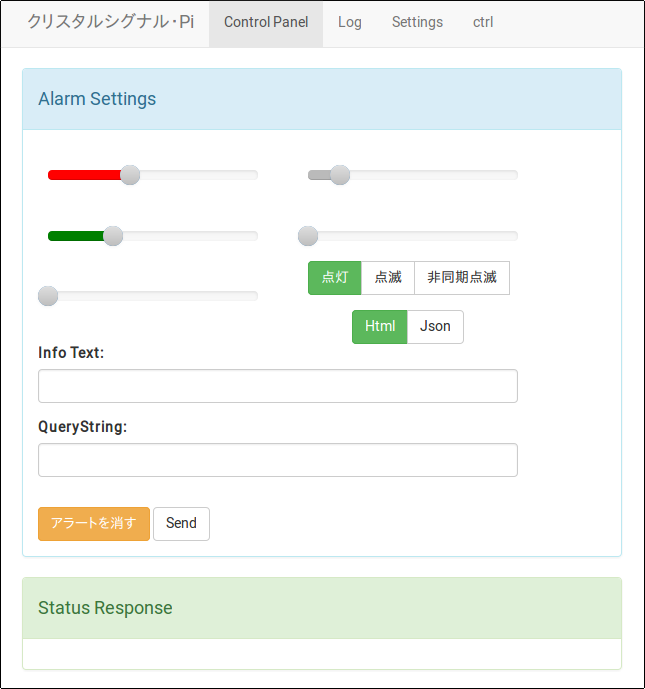 クリスタルシグナル・Pi Control Panel Log Settings ctrl
Alarm Settings
点灯 点滅 非同期点滅
Html Json
Info Text:
QueryString:
アラートを消す Send
Status Response